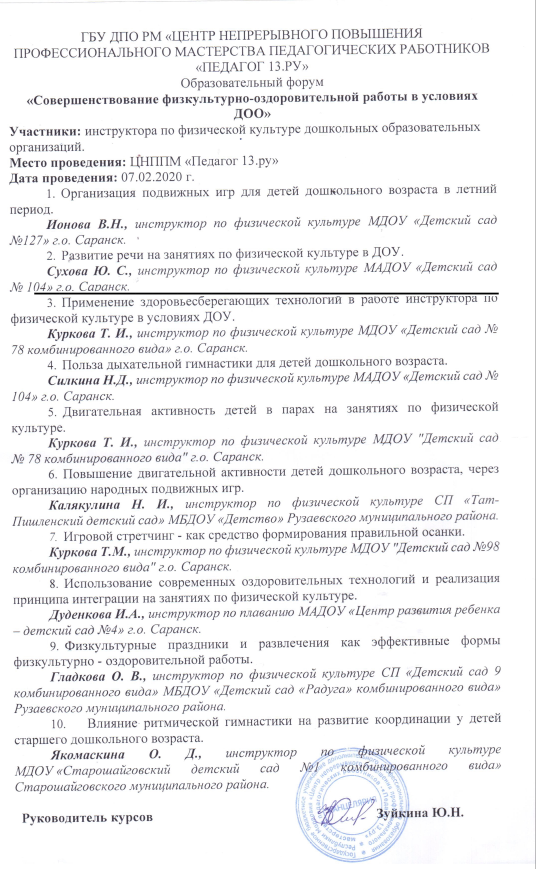 ГБУ ДПО РМ «ЦЕНТР НЕПРЕРЫВНОГО ПОВЫШЕНИЯ
ПРОФЕССИОНАЛЬНОГО МАСТЕРСТВА ПЕДАГОГИЧЕСКИХ РАБОТНИКОВ
«ПЕДАГОГ 13.РУ»
Образовательный форум
«Совершенствование физкультурно-оздоровительной работы в условиях
ДОО»
Участники: инструктора по физической культуре дошкольных образовательных
организаций.
Место проведения: ЦНППМ «Педагог 13.ру»
Дата проведения: 07.02.2020 г.
1. Организация подвижных игр для детей дошкольного возраста в летний
период.
Ионова В.Н., инструктор по физической культуре МДОУ «Детский сад
№127» г.о. Саранск.
2. Развитие речи на занятиях по физической культуре в ДОУ.
Сухова Ю. С., инструктор по физической культуре МАДОУ «Детский сад
№ 104» г.о. Саранск.
3. Применение здоровьесберегающих технологий в работе инструктора по
физической культуре в условиях ДОУ.
Куркова Т. И., инструктор по физической культуре МДОУ «Детский сад №
78 комбинированного вида» г.о. Саранск.
4. Польза дыхательной гимнастики для детей дошкольного возраста.
Силкина Н.Д., инструктор по физической культуре МАДОУ «Детский сад №
104» г.о. Саранск.
5. Двигательная активность детей в парах на занятиях по физической
культуре.
Куркова Т. И., инструктор по физической культуре МДОУ "Детский сад
№ 78 комбинированного вида" г.о. Саранск.
6. Повышение двигательной активности детей дошкольного возраста, через
организацию народных подвижных игр.
Калякулина Н. И., инструктор по физической культуре СП «Тат-
Пишленский детский сад» МБДОУ «Детство» Рузаевского муниципального района.
7. Игровой стретчинг - как средство формирования правильной осанки.
Куркова Т.М., инструктор по физической культуре МДОУ "Детский сад №98
комбинированного вида" г.о. Саранск.
8. Использование современных оздоровительных технологий и реализация
принципа интеграции на занятиях по физической культуре.
Дуденкова И.А., инструктор по плаванию МАДОУ «Центр развития ребенка
– детский сад №4» г.о. Саранск.
9. Физкультурные праздники и развлечения как эффективные формы
физкультурно - оздоровительной работы.
Гладкова О. В., инструктор по физической культуре СП «Детский сад 9
комбинированного вида» МБДОУ «Детский сад «Радуга» комбинированного вида»
Рузаевского муниципального района.
10. Влияние ритмической гимнастики на развитие координации у детей
старшего дошкольного возраста.
Якомаскина О. Д., инструктор по физической культуре
МДОУ «Старошайговский детский сад №1 комбинированного вида»
Старошайговского муниципального района.
Руководитель курсов Зуйкина Ю.Н.